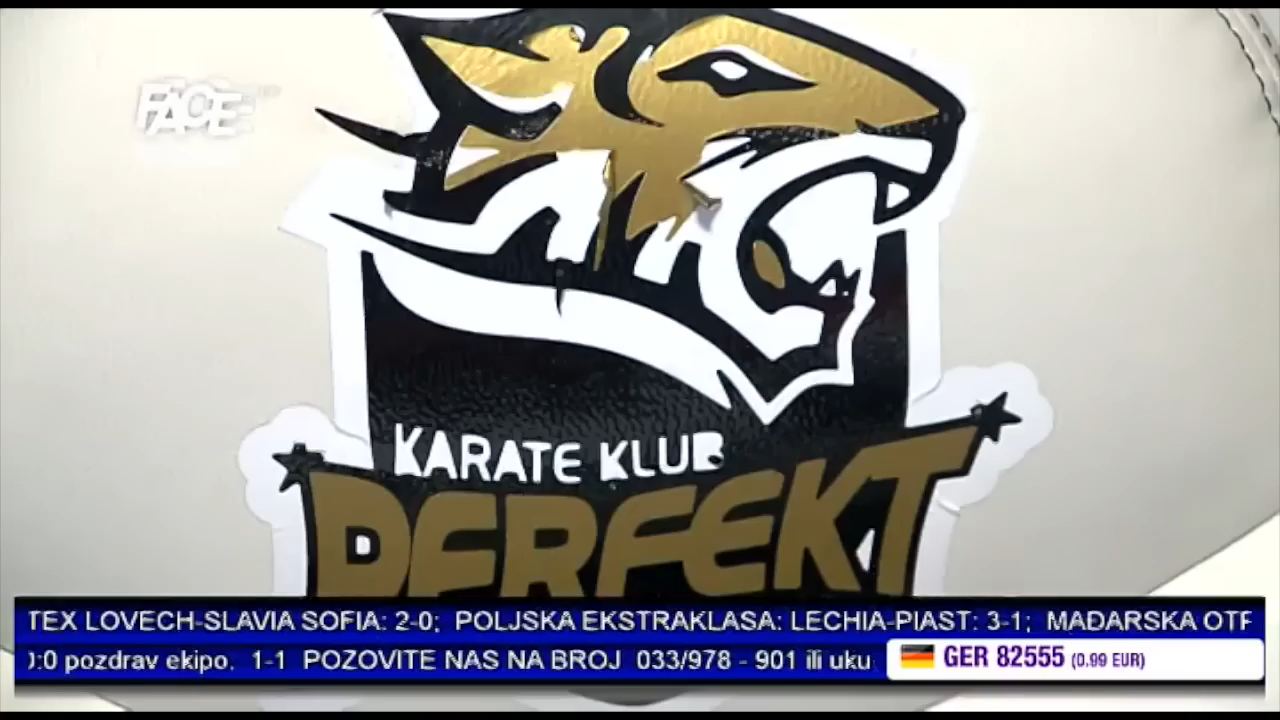 FACE
KARATE KLUB
PERFEKT
TEX LOVECH-SLAVIA SOFIA: 2-0; POLJSKA EKSTRAKLASA: LECHIA-PIAST: 3-1; MAĐARSKA OTP
0:0 pozdrav ekipo. 1-1 POZOVITE NAS NA BROJ 033/978 - 901 ili uku
GER 82555 (0.99 EUR)